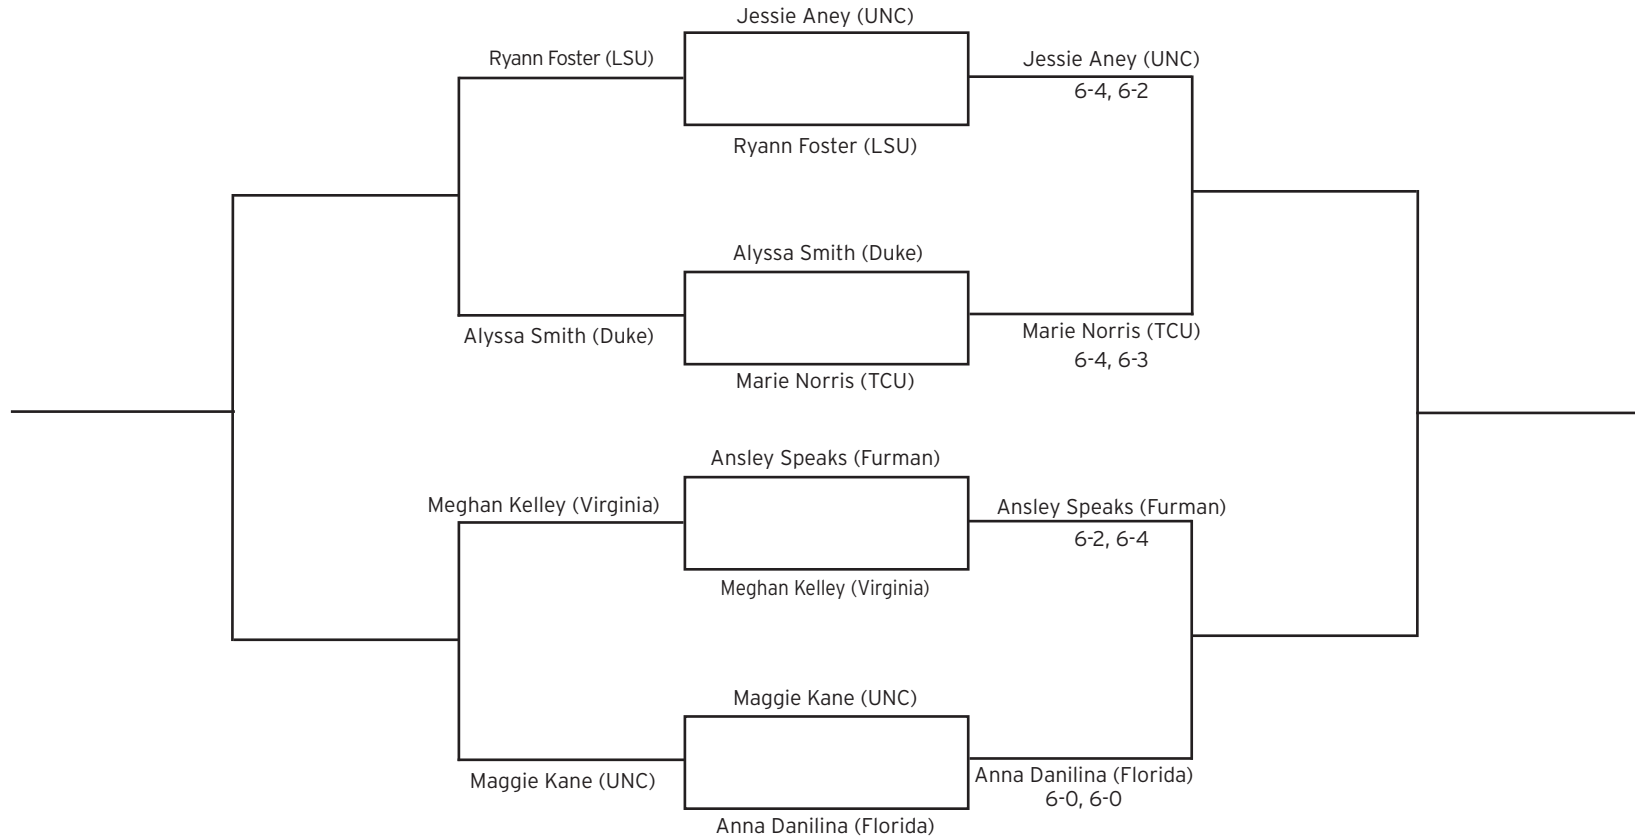 Jessie Aney (UNC)
Ryann Foster (LSU)
Jessie Aney (UNC)
6-4, 6-2
Ryann Foster (LSU)
Alyssa Smith (Duke)
Alyssa Smith (Duke)
Marie Norris (TCU)
6-4, 6-3
Marie Norris (TCU)
Ansley Speaks (Furman)
Meghan Kelley (Virginia)
Ansley Speaks (Furman)
6-2, 6-4
Meghan Kelley (Virginia)
Maggie Kane (UNC)
Maggie Kane (UNC)
Anna Danilina (Florida)
6-0, 6-0
Anna Danilina (Florida)